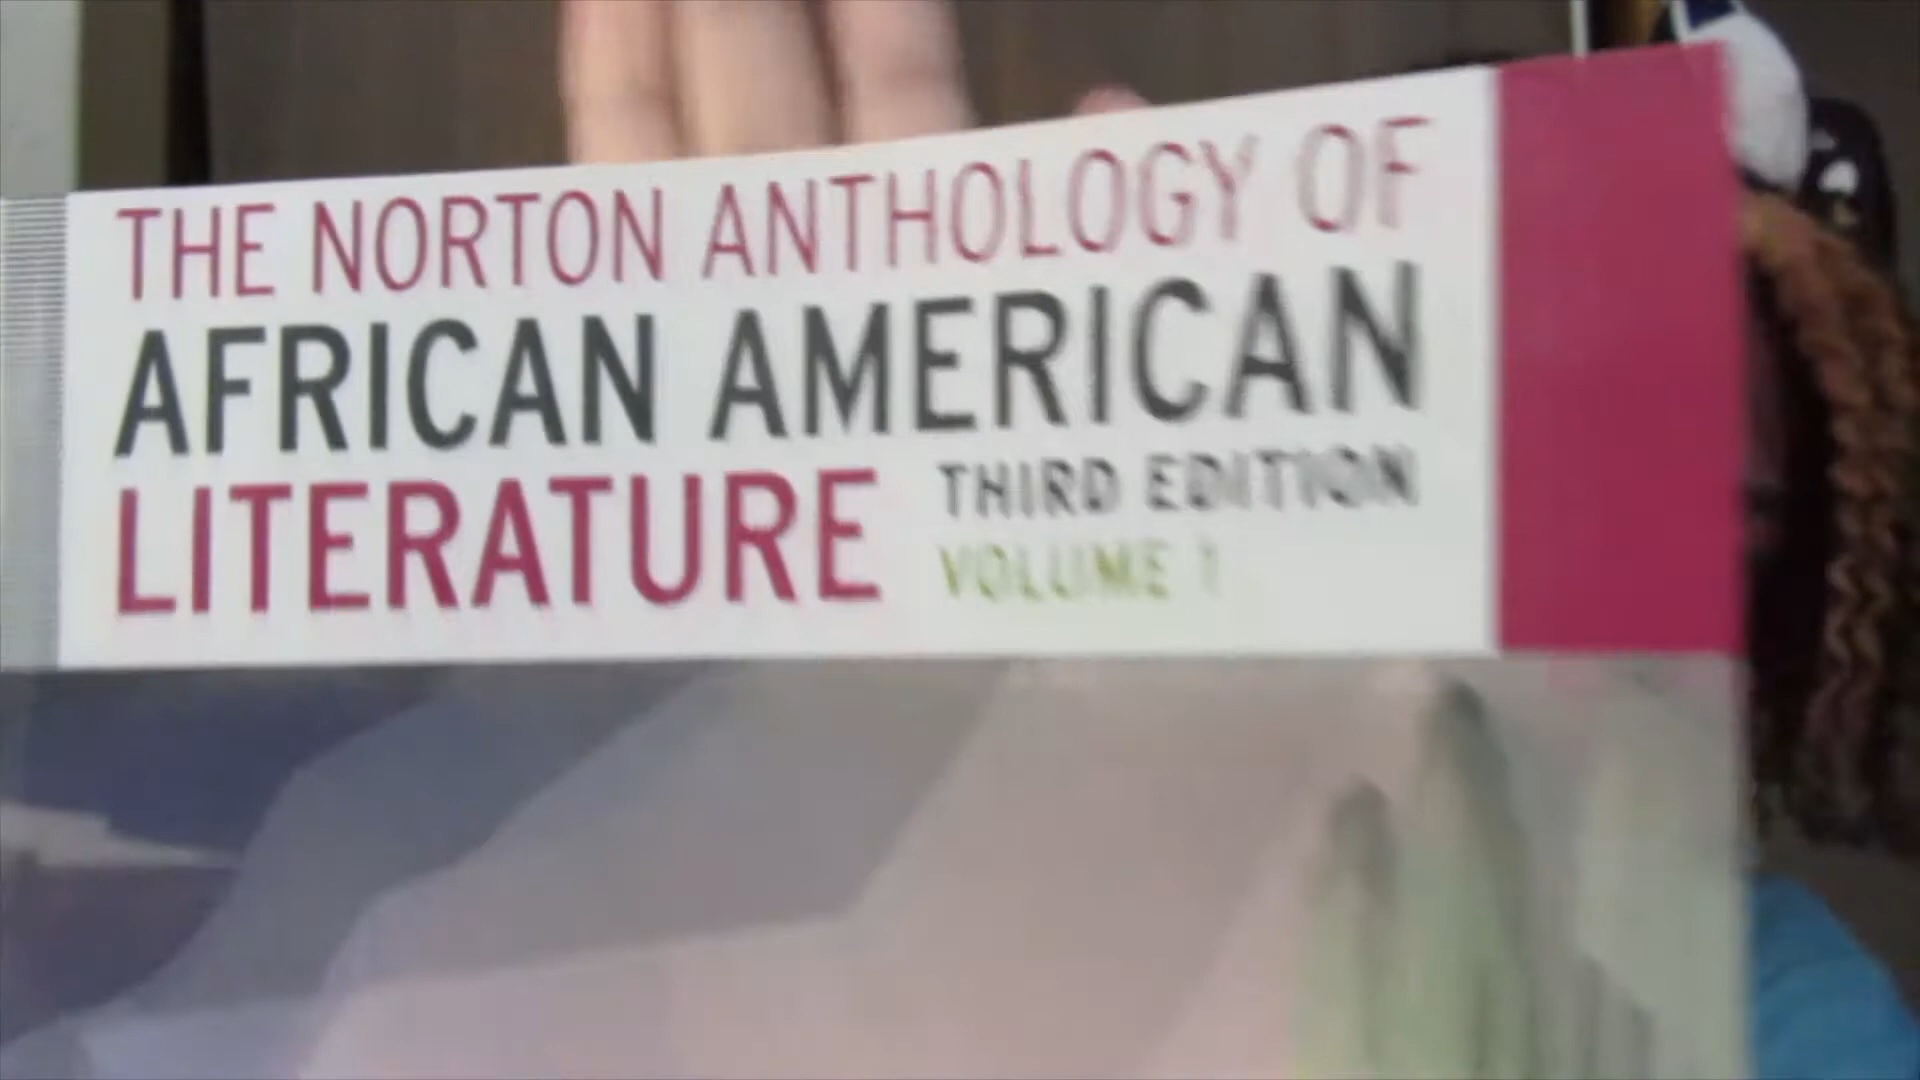 THE NORTON ANTHOLOGY OF
AFRICAN AMERICAN
LITERATURE THIRD EDITION
VOLUME 1